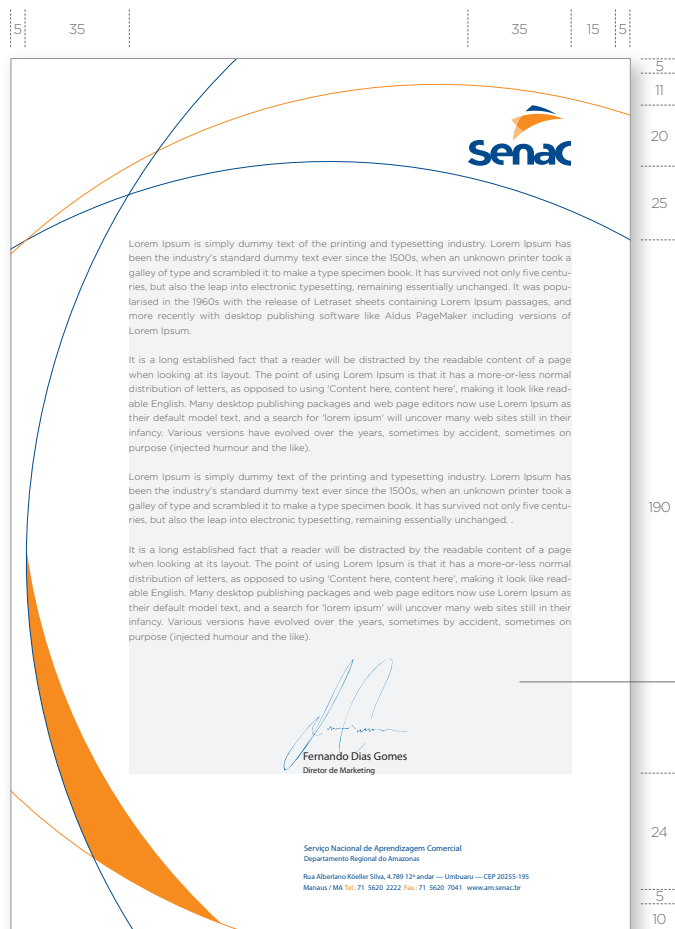 5 35 35 15 5
5
11
20
senac
25
Lorem Ipsum is simply dummy text of the printing and typesetting industry. Lorem Ipsum has
been the industry's standard dummy text ever since the 1500s, when an unknown printer took a
galley of type and scrambled it to make a type specimen book. It has survived not only five centu-
ries, but also the leap into electronic typesetting, remaining essentially unchanged. It was popu-
larised in the 1960s with the release of Letraset sheets containing Lorem Ipsum passages, and
more recently with desktop publishing software like Aldus PageMaker including versions of
Lorem Ipsum.
It is a long established fact that a reader will be distracted by the readable content of a page
when looking at its layout. The point of using Lorem Ipsum is that it has a more-or-less normal
distribution of letters, as opposed to using 'Content here, content here', making it look like read-
able English. Many desktop publishing packages and web page editors now use Lorem Ipsum as
their default model text, and a search for 'lorem ipsum' will uncover many web sites still in their
infancy. Various versions have evolved over the years, sometimes by accident, sometimes on
purpose (injected humour and the like).
Lorem Ipsum is simply dummy text of the printing and typesetting industry. Lorem Ipsum has
been the industry's standard dummy text ever since the 1500s, when an unknown printer took a
galley of type and scrambled it to make a type specimen book. It has survived not only five centu-
ries, but also the leap into electronic typesetting, remaining essentially unchanged. .
190
It is a long established fact that a reader will be distracted by the readable content of a page
when looking at its layout. The point of using Lorem Ipsum is that it has a more-or-less normal
distribution of letters, as opposed to using 'Content here, content here', making it look like read-
able English. Many desktop publishing packages and web page editors now use Lorem Ipsum as
their default model text, and a search for 'lorem ipsum' will uncover many web sites still in their
infancy. Various versions have evolved over the years, sometimes by accident, sometimes on
purpose (injected humour and the like).
Fernando Dias Gomes
Diretor de Marketing
24
Serviço Nacional de Aprendizagem Comercial
Departamento Regional do Amazonas
Rua Alberlano Köeller Silva, 4.789 12º andar — Umbuaru — CEP 20255-195
Manaus / MA Tel.: 71 5620 2222 Fax.: 71 5620 7041 www.am.senac.br
5
10